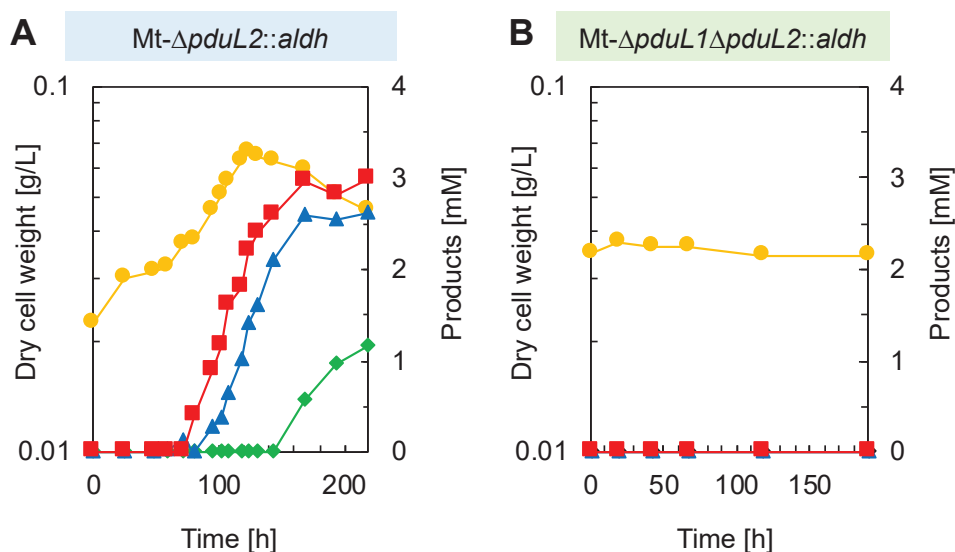 A
Mt-ΔpduL2::aldh
0.1
0.01
Dry cell weight [g/L]
4
3
2
1
0
Products [mM]
0
100
200
Time [h]
B
Mt-ΔpduL1ΔpduL2::aldh
0.1
0.01
Dry cell weight [g/L]
4
3
2
1
0
Products [mM]
0
50
100
150
Time [h]